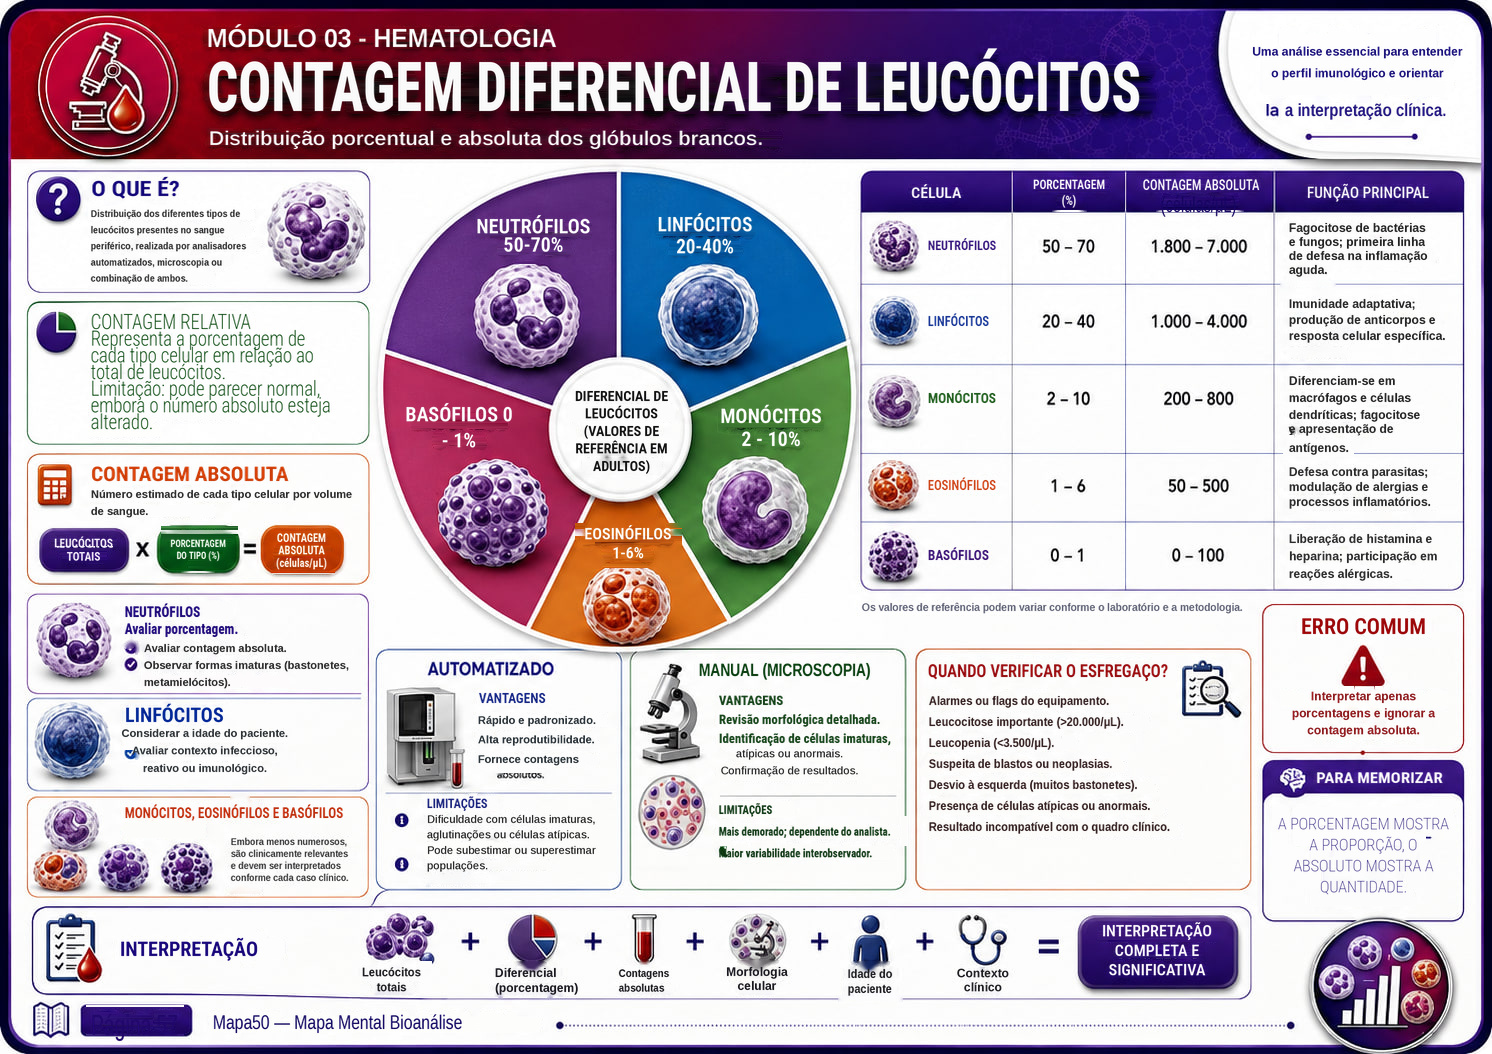 MÓDULO 03 - HEMATOLOGIA
CONTAGEM DIFERENCIAL DE LEUCÓCITOS
Distribuição porcentual e absoluta dos glóbulos brancos.
Uma análise essencial para entender
o perfil imunológico e orientar
la a interpretação clínica.
O QUE É?
Distribuição dos diferentes tipos de
leucócitos presentes no sangue
periférico, realizada por analisadores
automatizados, microscopia ou
combinação de ambos.
CONTAGEM RELATIVA
Representa a porcentagem de
cada tipo celular em relação ao
total de leucócitos.
Limitação: pode parecer normal,
embora o número absoluto esteja
alterado.
CONTAGEM ABSOLUTA
Número estimado de cada tipo celular por volume
de sangue.
LEUCÓCITOS
TOTAIS
X
PORCENTAGEM
DO TIPO (%)
=
CONTAGEM
ABSOLUTA
(células/µL)
NEUTRÓFILOS
Avaliar porcentagem.
Avaliar contagem absoluta.
Observar formas imaturas (bastonetes,
metamielócitos).
LINFÓCITOS
Considerar a idade do paciente.
Avaliar contexto infeccioso,
reativo ou imunológico.
MONÓCITOS, EOSINÓFILOS E BASÓFILOS
Embora menos numerosos,
são clinicamente relevantes
e devem ser interpretados
conforme cada caso clínico.
NEUTRÓFILOS
50-70%
LINFÓCITOS
20-40%
BASÓFILOS 0
- 1%
MONÓCITOS
2 - 10%
EOSINÓFILOS
1-6%
DIFERENCIAL DE
LEUCÓCITOS
(VALORES DE
REFERÊNCIA EM
ADULTOS)
CÉLULA
PORCENTAGEM
(%)
CONTAGEM ABSOLUTA
FUNÇÃO PRINCIPAL
NEUTRÓFILOS
50 – 70
1.800 – 7.000
Fagocitose de bactérias
e fungos; primeira linha
de defesa na inflamação
aguda.
LINFÓCITOS
20 – 40
1.000 – 4.000
Imunidade adaptativa;
produção de anticorpos e
resposta celular específica.
MONÓCITOS
2 – 10
200 – 800
Diferenciam-se em
macrófagos e células
dendríticas; fagocitose
e apresentação de
antígenos.
EOSINÓFILOS
1 – 6
50 – 500
Defesa contra parasitas;
modulação de alergias e
processos inflamatórios.
BASÓFILOS
0 – 1
0 – 100
Liberação de histamina e
heparina; participação em
reações alérgicas.
Os valores de referência podem variar conforme o laboratório e a metodologia.
AUTOMATIZADO
VANTAGENS
Rápido e padronizado.
Alta reprodutibilidade.
Fornece contagens
absolutos.
LIMITAÇÕES
Dificuldade com células imaturas,
aglutinações ou células atípicas.
Pode subestimar ou superestimar
populações.
MANUAL (MICROSCOPIA)
VANTAGENS
Revisão morfológica detalhada.
Identificação de células imaturas,
atípicas ou anormais.
Confirmação de resultados.
LIMITAÇÕES
Mais demorado; dependente do analista.
Maior variabilidade interobservador.
QUANDO VERIFICAR O ESFREGAÇO?
Alarmes ou flags do equipamento.
Leucocitose importante (>20.000/µL).
Leucopenia (<3.500/µL).
Suspeita de blastos ou neoplasias.
Desvio à esquerda (muitos bastonetes).
Presença de células atípicas ou anormais.
Resultado incompatível com o quadro clínico.
ERRO COMUM
Interpretar apenas
porcentagens e ignorar a
contagem absoluta.
PARA MEMORIZAR
A PORCENTAGEM MOSTRA
A PROPORÇÃO, O
ABSOLUTO MOSTRA A
QUANTIDADE.
INTERPRETAÇÃO
Leucócitos
totais
+
Diferencial
(porcentagem)
+
Contagens
absolutas
+
Morfologia
celular
+
Idade do
paciente
+
Contexto
clínico
=
INTERPRETAÇÃO
COMPLETA E
SIGNIFICATIVA
Mapa50 — Mapa Mental Bioanálise